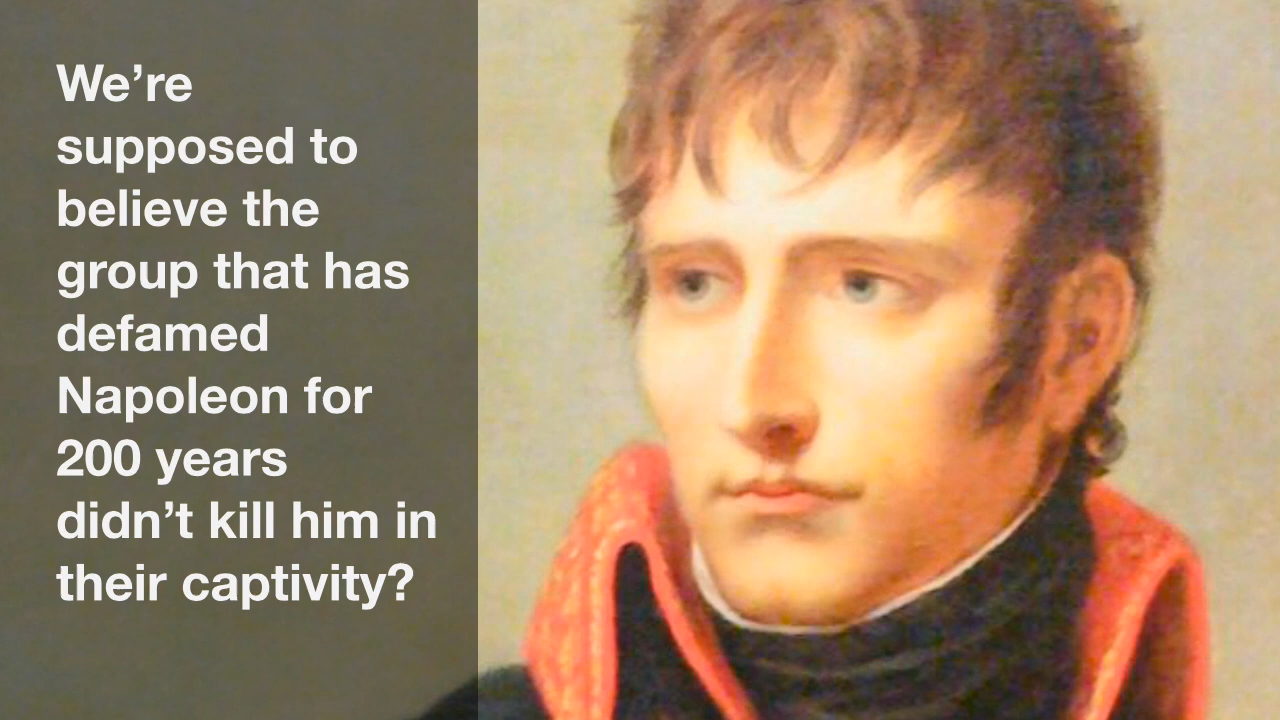 We’re
supposed to
believe the
group that has
defamed
Napoleon for
200 years
didn’t kill him in
their captivity?